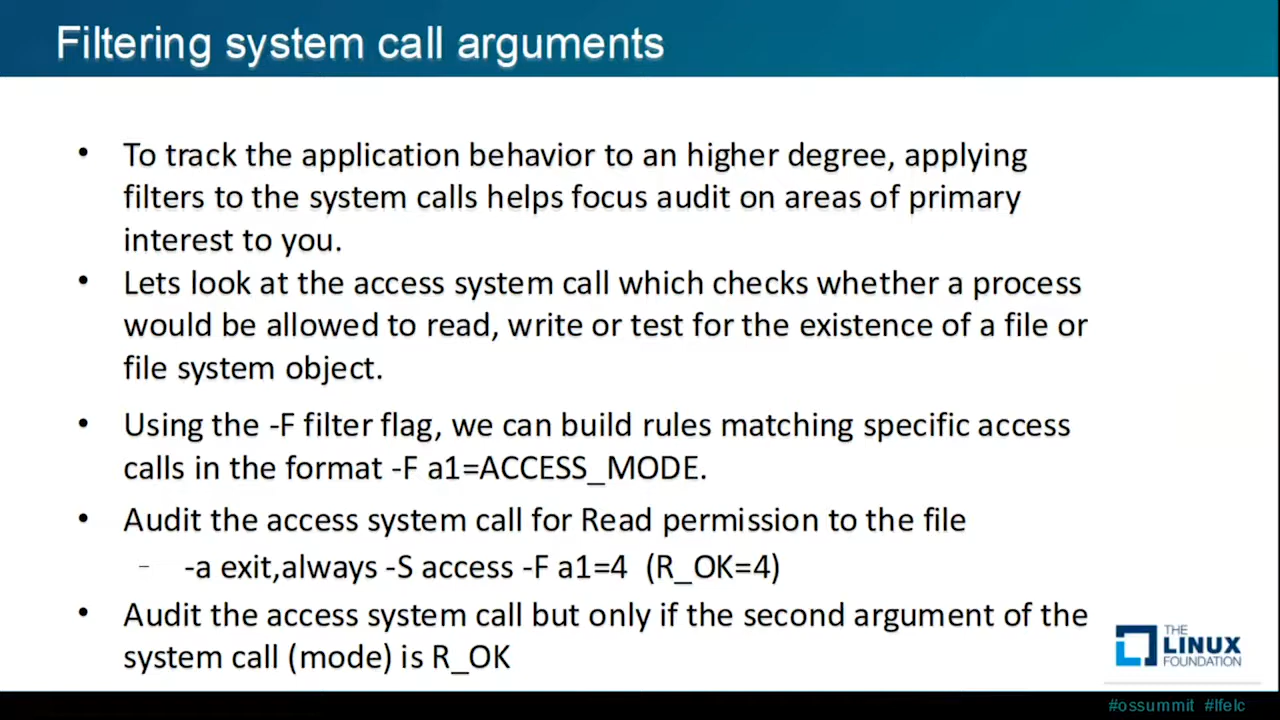 Filtering system call arguments
• To track the application behavior to an higher degree, applying
filters to the system calls helps focus audit on areas of primary
interest to you.
• Lets look at the access system call which checks whether a process
would be allowed to read, write or test for the existence of a file or
file system object.
• Using the -F filter flag, we can build rules matching specific access
calls in the format -F a1=ACCESS_MODE.
• Audit the access system call for Read permission to the file
– -a exit,always -S access -F a1=4 (R_OK=4)
• Audit the access system call but only if the second argument of the
system call (mode) is R_OK
THE
LINUX
FOUNDATION
#ossummit #lfelc